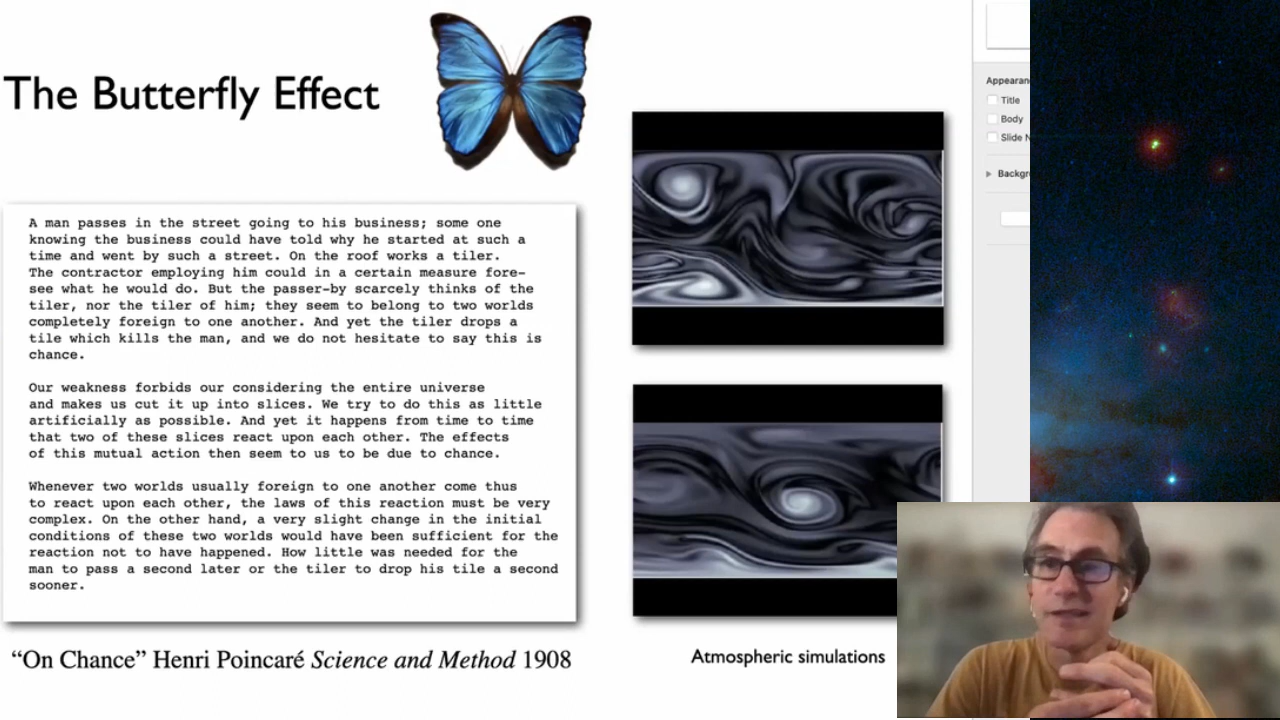 The Butterfly Effect
A man passes in the street going to his business; some one
knowing the business could have told why he started at such a
time and went by such a street. On the roof works a tiler.
The contractor employing him could in a certain measure fore-
see what he would do. But the passer-by scarcely thinks of the
tiler, nor the tiler of him; they seem to belong to two worlds
completely foreign to one another. And yet the tiler drops a
tile which kills the man, and we do not hesitate to say this is
chance.
Our weakness forbids our considering the entire universe
and makes us cut it up into slices. We try to do this as little
artificially as possible. And yet it happens from time to time
that two of these slices react upon each other. The effects
of this mutual action then seem to us to be due to chance.
Whenever two worlds usually foreign to one another come thus
to react upon each other, the laws of this reaction must be very
complex. On the other hand, a very slight change in the initial
conditions of these two worlds would have been sufficient for the
reaction not to have happened. How little was needed for the
man to pass a second later or the tiler to drop his tile a second
sooner.
“On Chance” Henri Poincaré Science and Method 1908
Atmospheric simulations
Appearan
Title
Body
Slide N
Backgr